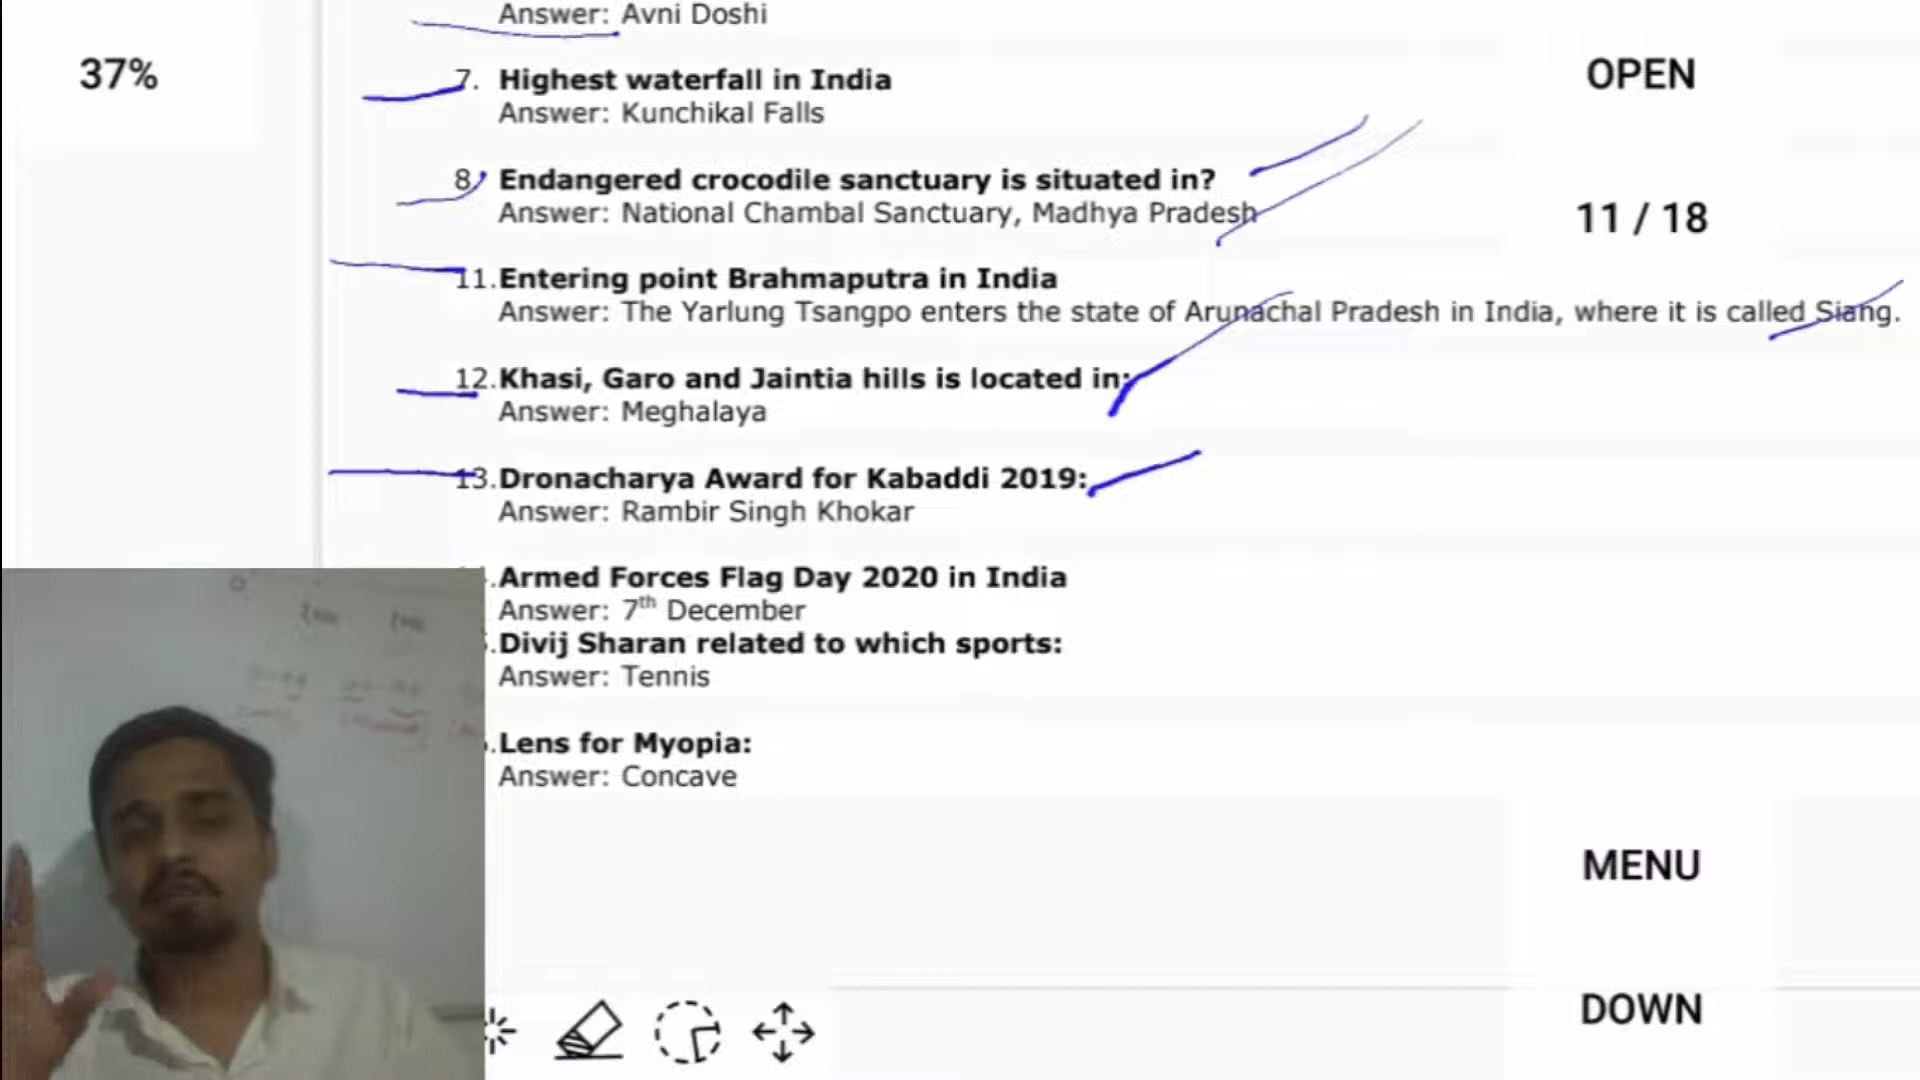 Answer: Avni Doshi
37%
7. Highest waterfall in India
OPEN
Answer: Kunchikal Falls
8. Endangered crocodile sanctuary is situated in?
Answer: National Chambal Sanctuary, Madhya Pradesh
11 / 18
11. Entering point Brahmaputra in India
Answer: The Yarlung Tsangpo enters the state of Arunachal Pradesh in India, where it is called Siang.
12. Khasi, Garo and Jaintia hills is located in:
Answer: Meghalaya
13. Dronacharya Award for Kabaddi 2019:
Answer: Rambir Singh Khokar
. Armed Forces Flag Day 2020 in India
Answer: 7th December
. Divij Sharan related to which sports:
Answer: Tennis
. Lens for Myopia:
Answer: Concave
MENU
DOWN